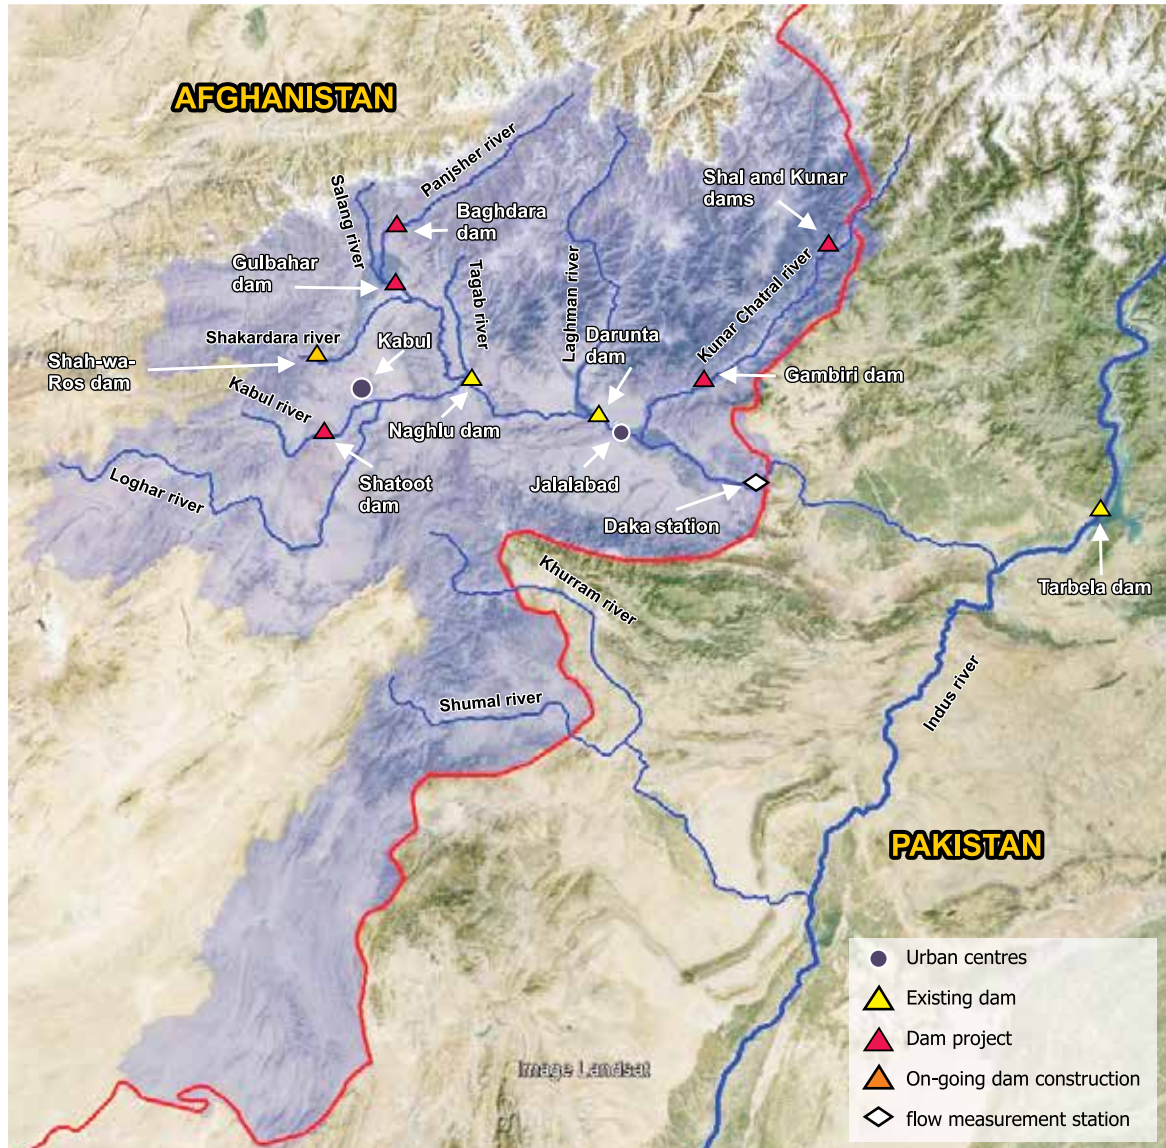 AFGHANISTAN
Salang river
Panjsher river
Baghdara
dam
Shal and Kunar
dams
Gulbahar
dam
Tagab river
Laghman river
Kunar Chatral river
Shakardara river
Kabul
Darunta
dam
Shah-wa-
Ros dam
Gambiri dam
Kabul river
Naghlu dam
Loghar river
Shatoot
dam
Jalalabad
Daka station
Khurram river
Tarbela dam
Shumal river
Indus river
PAKISTAN
Urban centres
Existing dam
Dam project
On-going dam construction
flow measurement station
Image Landsat